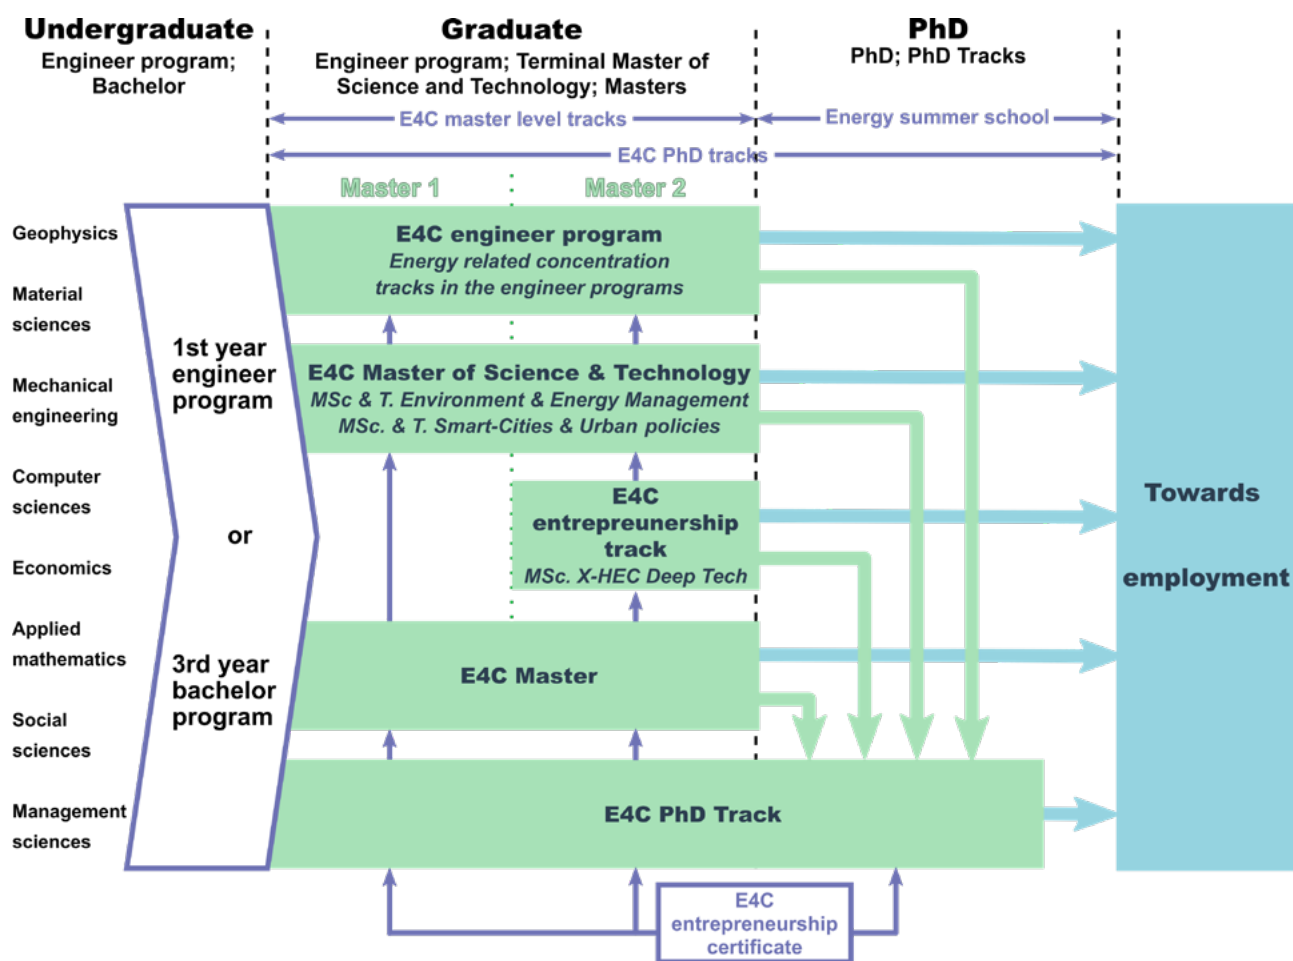 Undergraduate
Engineer program;
Bachelor
Graduate
Engineer program; Terminal Master of
Science and Technology; Masters
PhD
PhD; PhD Tracks
E4C master level tracks
Energy summer school
E4C PhD tracks
Master 1
Master 2
Geophysics
Material
sciences
Mechanical
engineering
Computer
sciences
Economics
Applied
mathematics
Social
sciences
Management
sciences
1st year
engineer
program
or
3rd year
bachelor
program
E4C engineer program
Energy related concentration
tracks in the engineer programs
E4C Master of Science & Technology
MSc & T. Environment & Energy Management
MSc. & T. Smart-Cities & Urban policies
E4C
entrepreunership
track
MSc. X-HEC Deep Tech
E4C Master
E4C PhD Track
E4C
entrepreneurship
certificate
Towards
employment